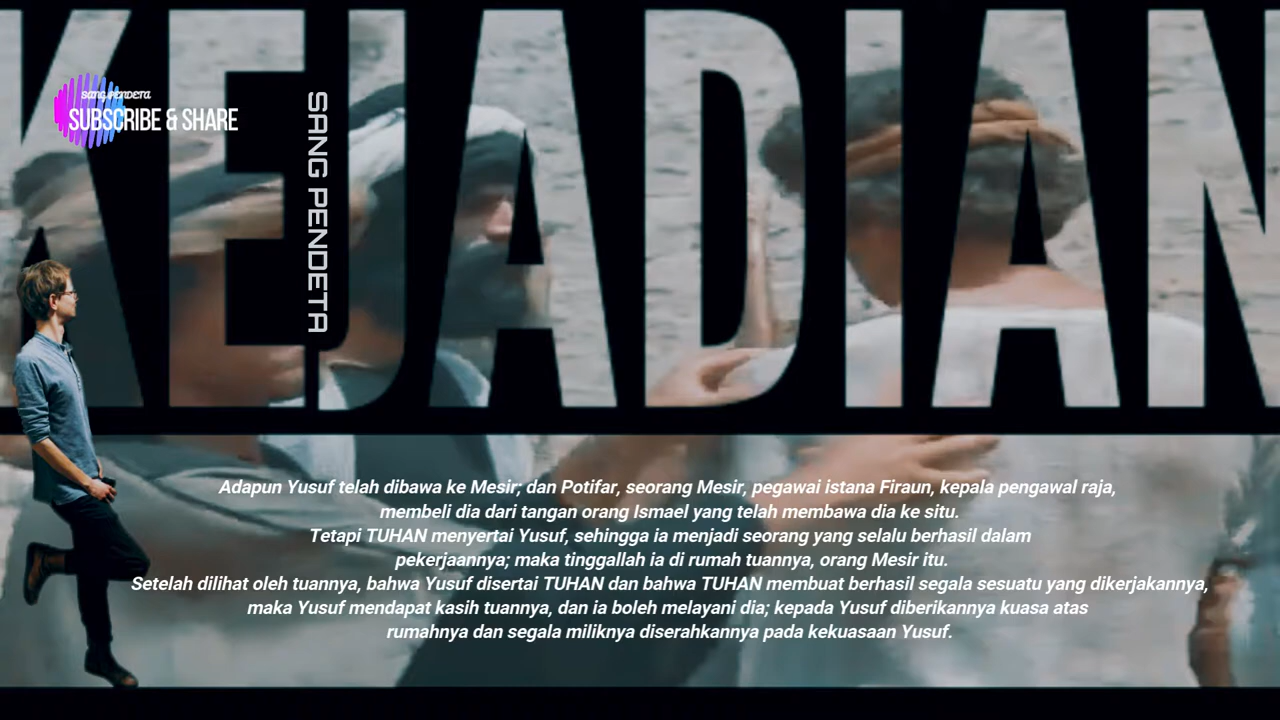 KEJADIAN
sang pendeta
SUBSCRIBE & SHARE
SANG PENDETA
Adapun Yusuf telah dibawa ke Mesir; dan Potifar, seorang Mesir, pegawai istana Firaun, kepala pengawal raja,
membeli dia dari tangan orang Ismael yang telah membawa dia ke situ.
Tetapi TUHAN menyertai Yusuf, sehingga ia menjadi seorang yang selalu berhasil dalam
pekerjaannya; maka tinggallah ia di rumah tuannya, orang Mesir itu.
Setelah dilihat oleh tuannya, bahwa Yusuf disertai TUHAN dan bahwa TUHAN membuat berhasil segala sesuatu yang dikerjakannya,
maka Yusuf mendapat kasih tuannya, dan ia boleh melayani dia; kepada Yusuf diberikannya kuasa atas
rumahnya dan segala miliknya diserahkannya pada kekuasaan Yusuf.